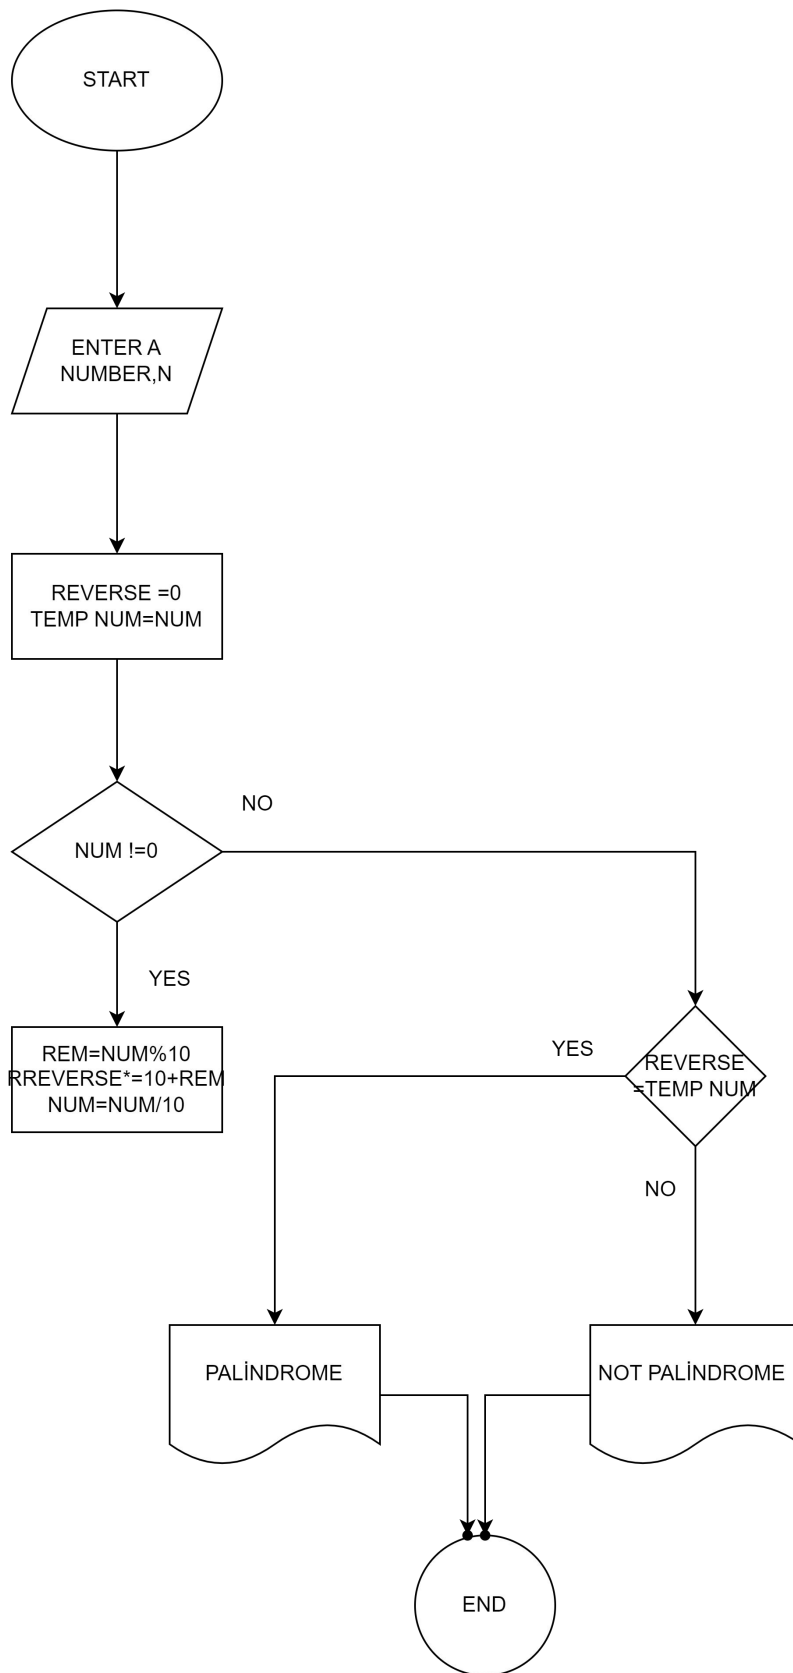 START
ENTER A
NUMBER,N
REVERSE =0
TEMP NUM=NUM
NUM !=0
NO
YES
REM=NUM%10
RREVERSE*=10+REM
NUM=NUM/10
YES
REVERSE
=TEMP NUM
NO
PALİNDROME
NOT PALİNDROME
END